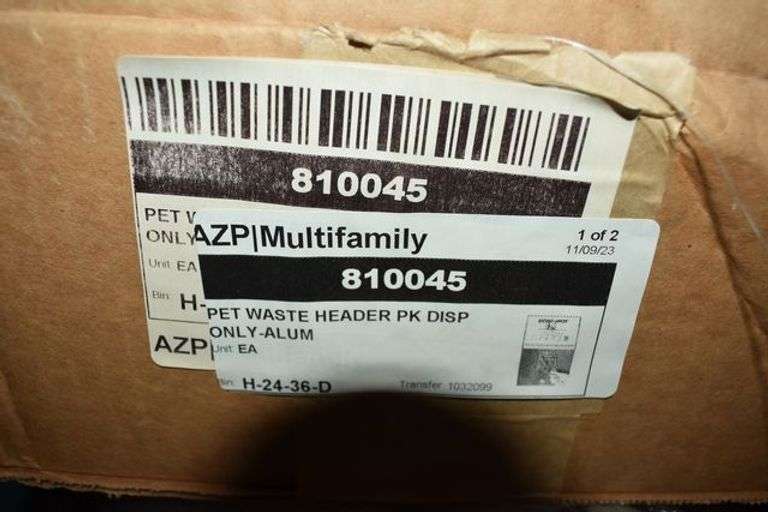 810045
PET
ONLY
Unit EA
Bin: H-
AZP|
AZP|Multifamily
1 of 2
11/09/23
810045
PET WASTE HEADER PK DISP
ONLY-ALUM
Unit: EA
Bin: H-24-36-D
Transfer 1032099